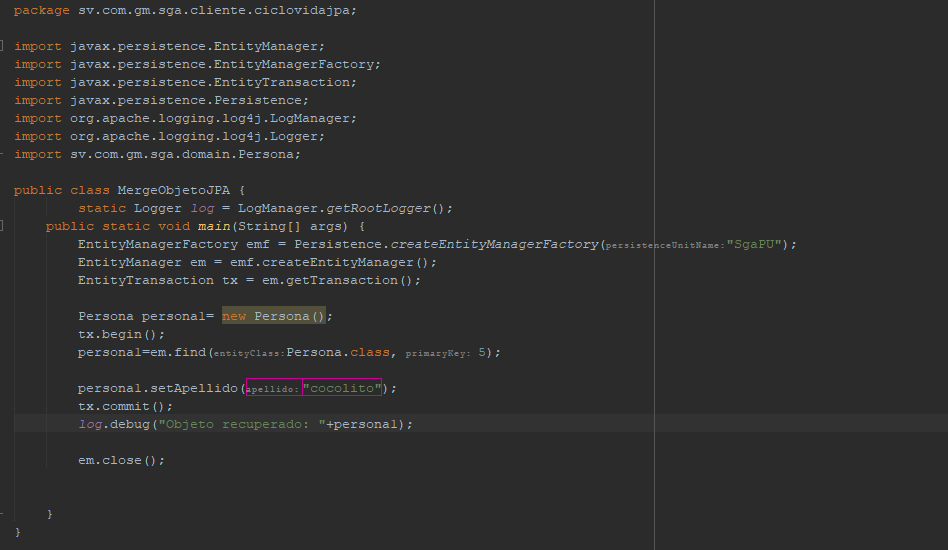 package sv.com.gm.sga.cliente.ciclovidajpa;
import javax.persistence.EntityManager;
import javax.persistence.EntityManagerFactory;
import javax.persistence.EntityTransaction;
import javax.persistence.Persistence;
import org.apache.logging.log4j.LogManager;
import org.apache.logging.log4j.Logger;
import sv.com.gm.sga.domain.Persona;
public class MergeObjetoJPA {
static Logger log = LogManager.getRootLogger();
public static void main(String[] args) {
EntityManagerFactory emf = Persistence.createEntityManagerFactory(persistenceUnitName:"SgaPU");
EntityManager em = emf.createEntityManager();
EntityTransaction tx = em.getTransaction();
Persona persona1= new Persona();
tx.begin();
persona1=em.find(entityClass:Persona.class, primaryKey: 5);
persona1.setApellido(apellido:"cocolito");
tx.commit();
log.debug("Objeto recuperado: "+persona1);
em.close();
}
}